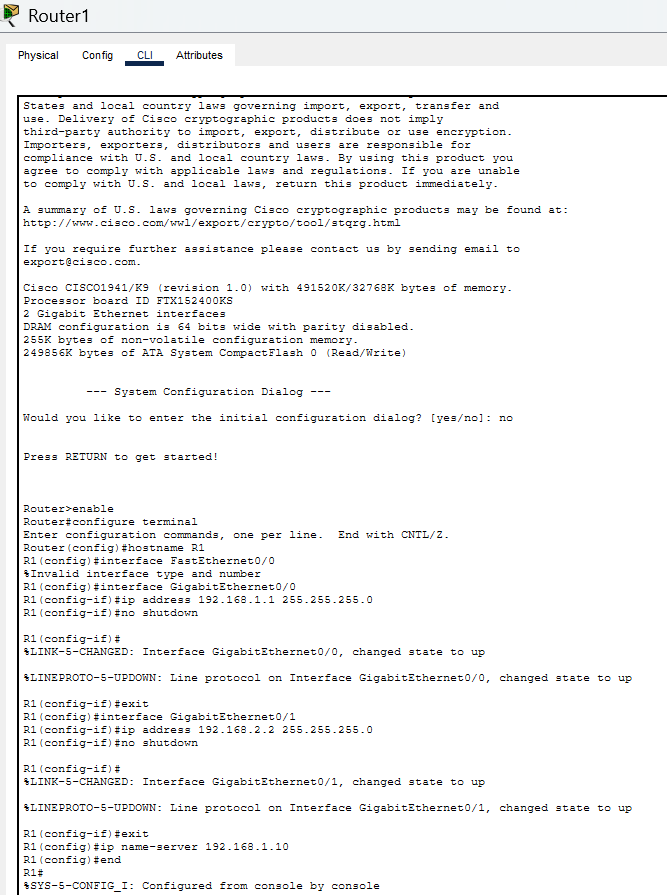 Router1
Physical Config CLI Attributes
States and local country laws governing import, export, transfer and
use. Delivery of Cisco cryptographic products does not imply
third-party authority to import, export, distribute or use encryption.
Importers, exporters, distributors and users are responsible for
compliance with U.S. and local country laws. By using this product you
agree to comply with applicable laws and regulations. If you are unable
to comply with U.S. and local laws, return this product immediately.
A summary of U.S. laws governing Cisco cryptographic products may be found at:
http://www.cisco.com/wwl/export/crypto/tool/stqrg.html
If you require further assistance please contact us by sending email to
export@cisco.com.
Cisco CISCO1941/K9 (revision 1.0) with 491520K/32768K bytes of memory.
Processor board ID FTX152400KS
2 Gigabit Ethernet interfaces
DRAM configuration is 64 bits wide with parity disabled.
255K bytes of non-volatile configuration memory.
249856K bytes of ATA System CompactFlash 0 (Read/Write)
--- System Configuration Dialog ---
Would you like to enter the initial configuration dialog? [yes/no]: no
Press RETURN to get started!
Router>enable
Router#configure terminal
Enter configuration commands, one per line.  End with CNTL/Z.
Router(config)#hostname R1
R1(config)#interface FastEthernet0/0
%Invalid interface type and number
R1(config)#interface GigabitEthernet0/0
R1(config-if)#ip address 192.168.1.1 255.255.255.0
R1(config-if)#no shutdown
R1(config-if)#
%LINK-5-CHANGED: Interface GigabitEthernet0/0, changed state to up
%LINEPROTO-5-UPDOWN: Line protocol on Interface GigabitEthernet0/0, changed state to up
R1(config-if)#exit
R1(config)#interface GigabitEthernet0/1
R1(config-if)#ip address 192.168.2.2 255.255.255.0
R1(config-if)#no shutdown
R1(config-if)#
%LINK-5-CHANGED: Interface GigabitEthernet0/1, changed state to up
%LINEPROTO-5-UPDOWN: Line protocol on Interface GigabitEthernet0/1, changed state to up
R1(config-if)#exit
R1(config)#ip name-server 192.168.1.10
R1(config)#end
R1#
%SYS-5-CONFIG_I: Configured from console by console